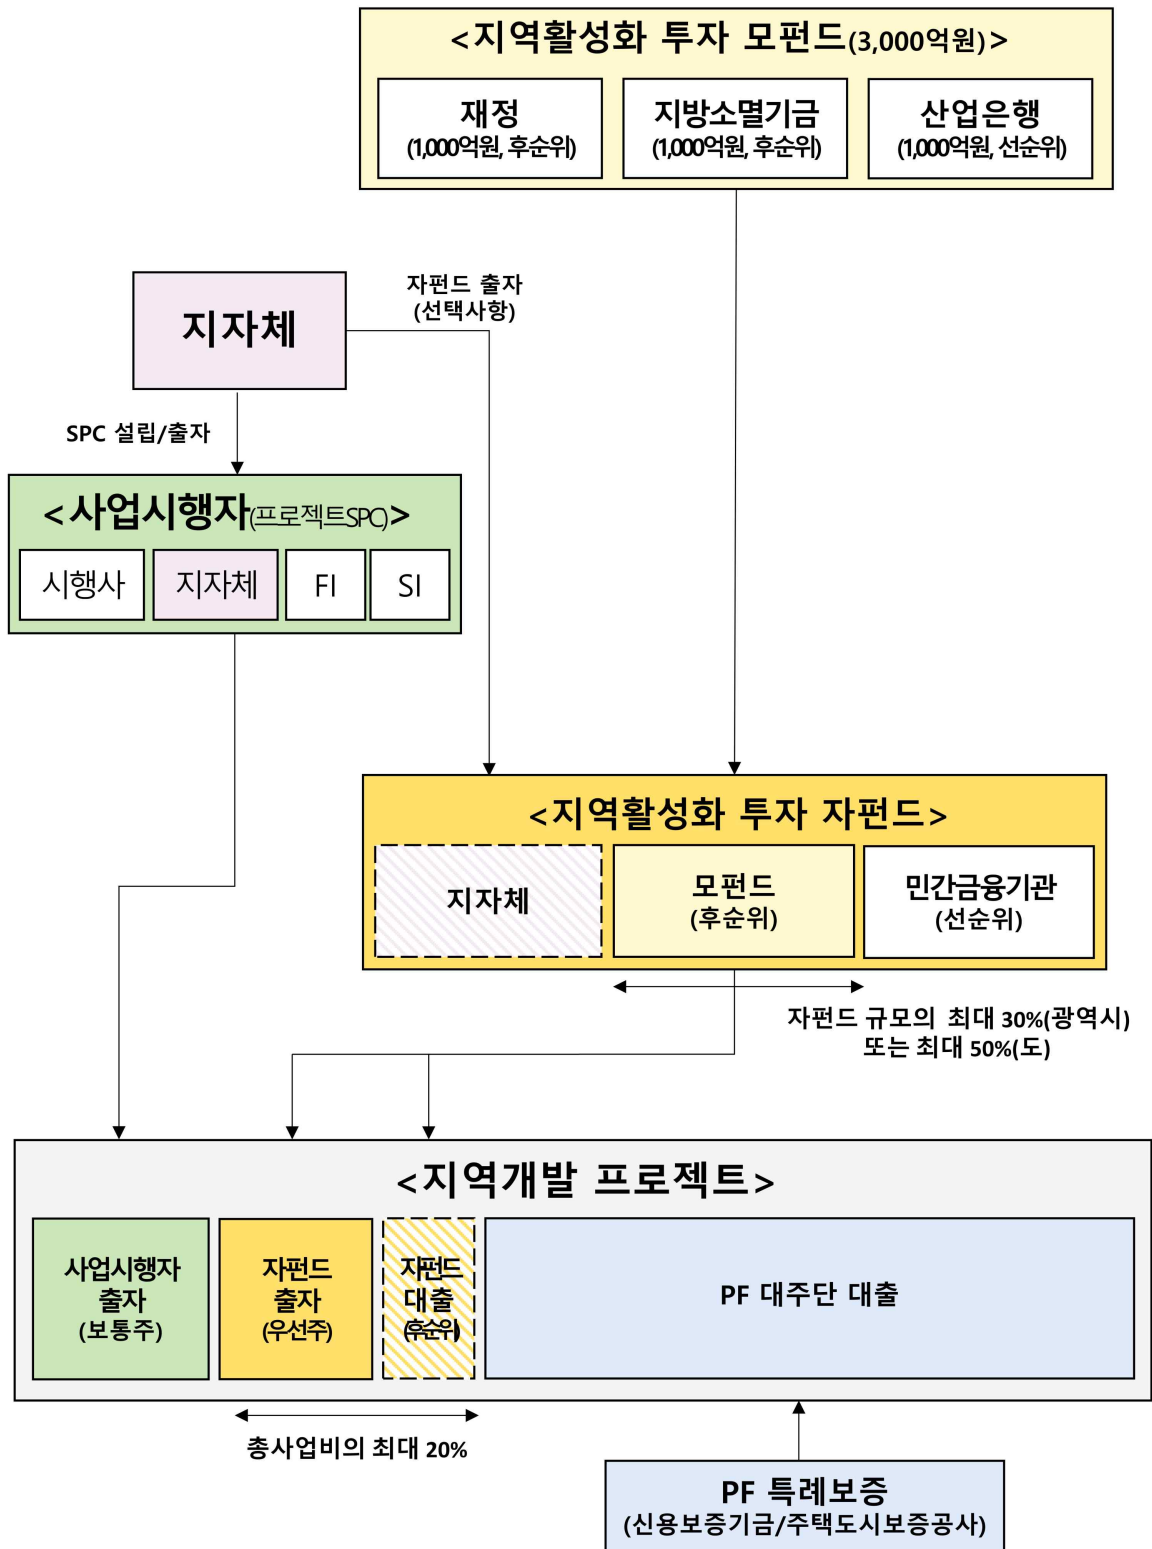 <지역활성화 투자 모펀드(3,000억원)>
재정
(1,000억원, 후순위)
지방소멸기금
(1,000억원, 후순위)
산업은행
(1,000억원, 선순위)
지자체
자펀드 출자
(선택사항)
SPC 설립/출자
<사업시행자(프로젝트SPC)>
시행사
지자체
FI
SI
<지역활성화 투자 자펀드>
지자체
모펀드
(후순위)
민간금융기관
(선순위)
자펀드 규모의 최대 30%(광역시)
또는 최대 50%(도)
<지역개발 프로젝트>
사업시행자
출자
(보통주)
자펀드
출자
(우선주)
자펀드
대출
(후순위)
PF 대주단 대출
총사업비의 최대 20%
PF 특례보증
(신용보증기금/주택도시보증공사)